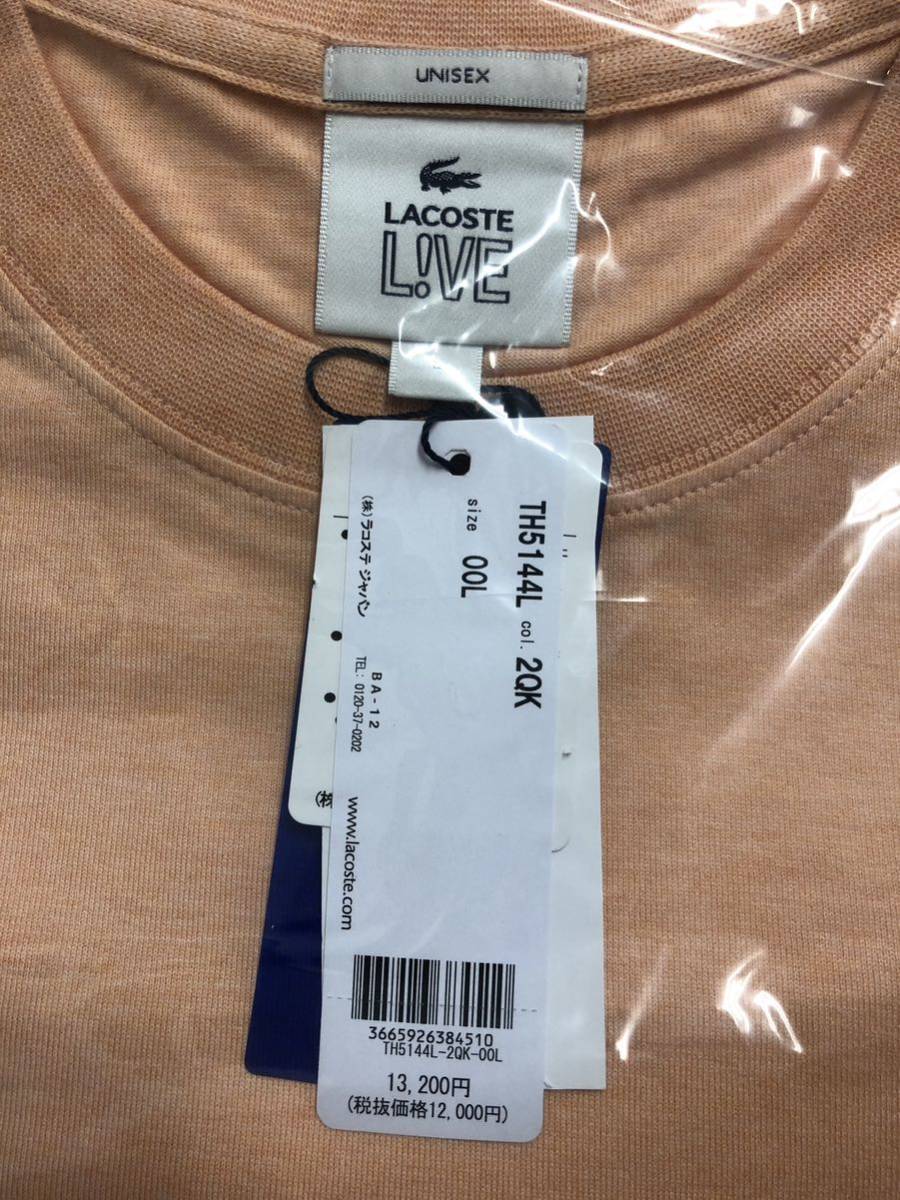 UNISEX
LACOSTE
L!VE
TH5144L col. 2QK
size 00L
(株)ラコステ ジャパン
BA-12
TEL: 0120-37-0202
www.lacoste.com
3665926384510
TH5144L-2QK-00L
13,200円
(税抜価格12,000円)